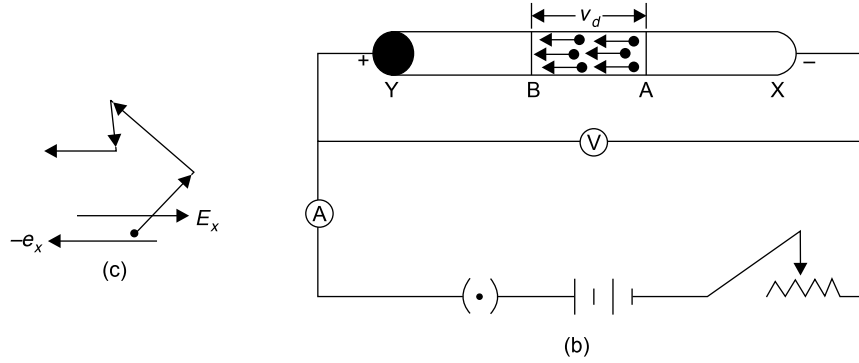 v_d
+
–
Y B A X
V
A
E_x
–e_x
(c)
(b)